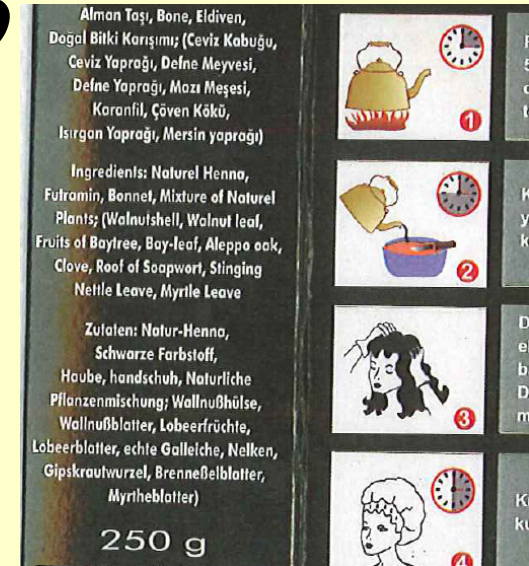 Alman Taşı, Bone, Eldiven,
Doğal Bitki Karışımı; (Ceviz Kabuğu,
Ceviz Yaprağı, Defne Meyvesi,
Defne Yaprağı, Mazı Meşesi,
Karanfil, Çöven Kökü,
Isırgan Yaprağı, Mersin yaprağı)
Ingredients: Naturel Henna,
Futramin, Bonnet, Mixture of Naturel
Plants; (Walnutshell, Walnut leaf,
Fruits of Baytree, Bay-leaf, Aleppo oak,
Clove, Roof of Soapwort, Stinging
Nettle Leave, Myrtle Leave
Zutaten: Natur-Henna,
Schwarze Farbstoff,
Haube, handschuh, Naturliche
Pflanzenmischung; Wallnußhülse,
Wallnußblatter, Lobeerfrüchte,
Lobeerblatter, echte Galleiche, Nelken,
Gipskrautwurzel, Brenneßelblatter,
Myrtheblatter)
250 g
1
2
3
4